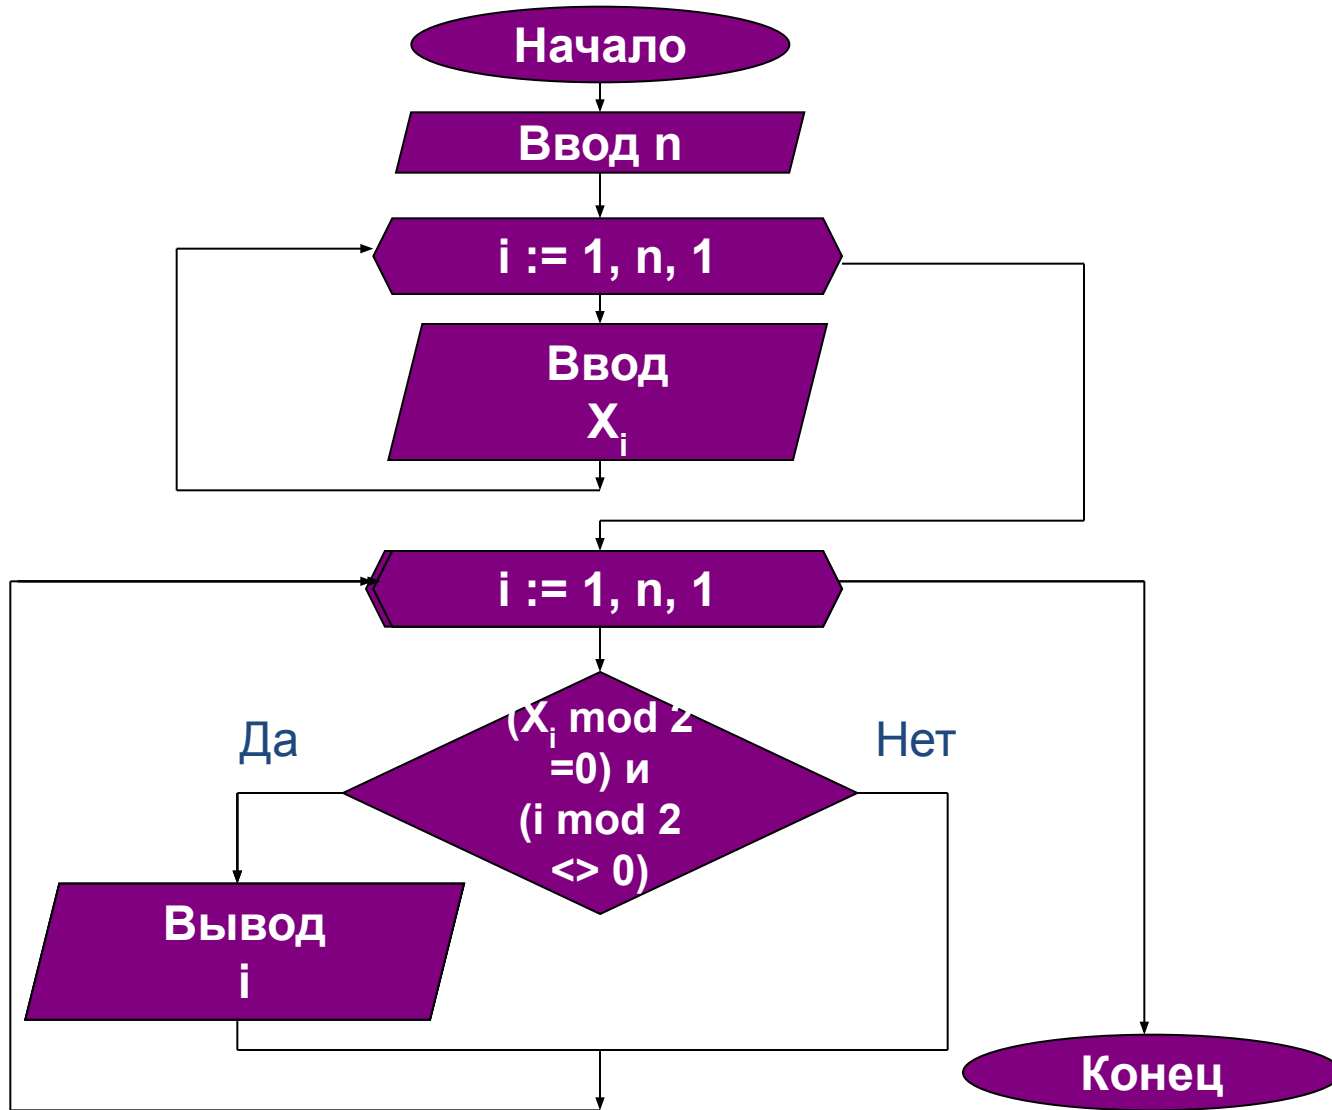 Начало
Ввод n
i := 1, n, 1
Ввод
Xi
i := 1, n, 1
Да
(Xi mod 2
=0) и
(i mod 2
<> 0)
Нет
Вывод
i
Конец